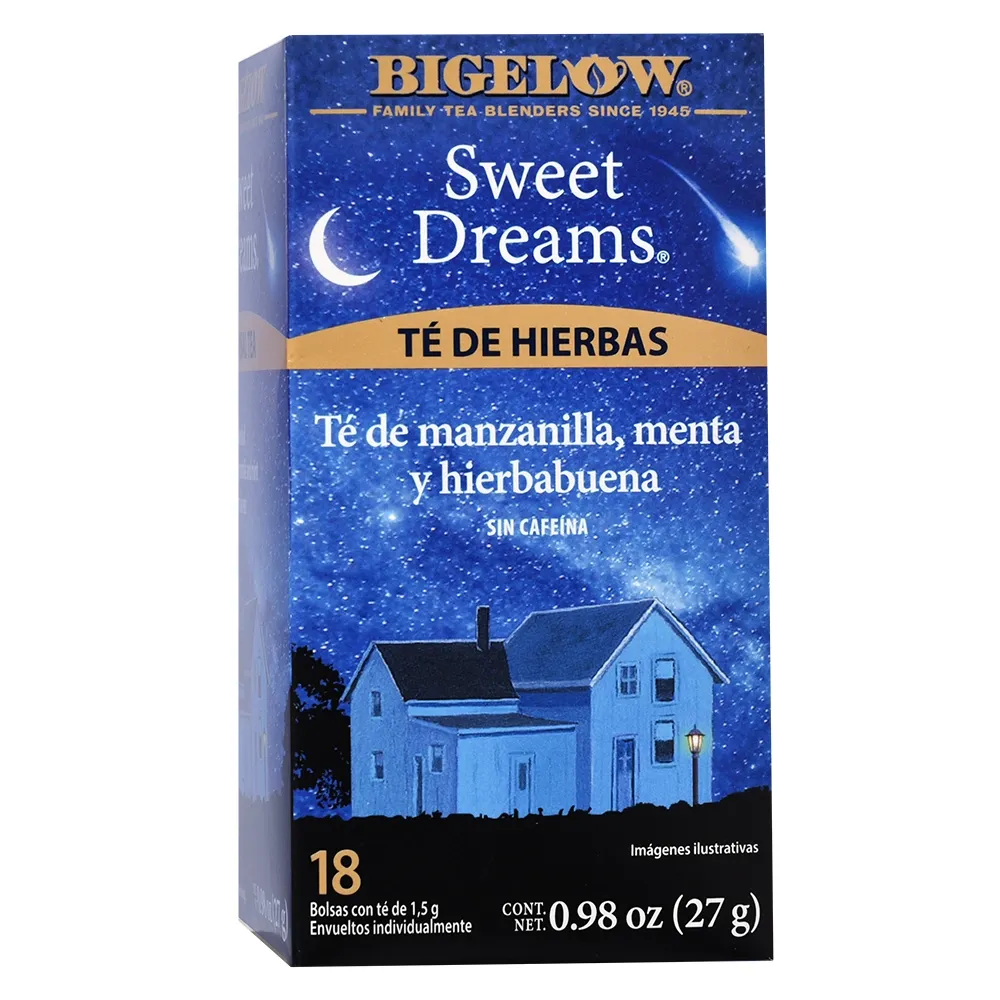 BIGELOW®
FAMILY TEA BLENDERS SINCE 1945
Sweet
Dreams®
TÉ DE HIERBAS
Té de manzanilla, menta
y hierbabuena
SIN CAFEÍNA
Imágenes ilustrativas
18
Bolsas con té de 1,5 g
Envueltos individualmente
CONT.
NET. 0.98 oz (27 g)